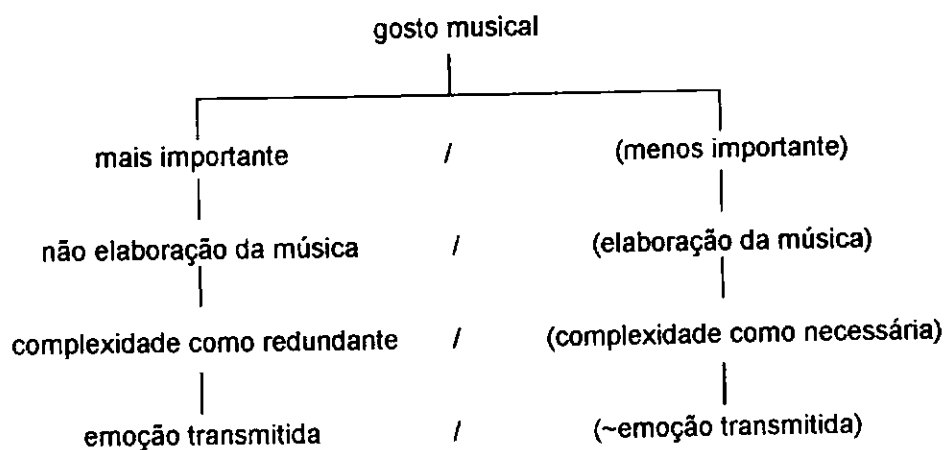 gosto musical
mais importante / (menos importante)
não elaboração da música / (elaboração da música)
complexidade como redundante / (complexidade como necessária)
emoção transmitida / (~emoção transmitida)